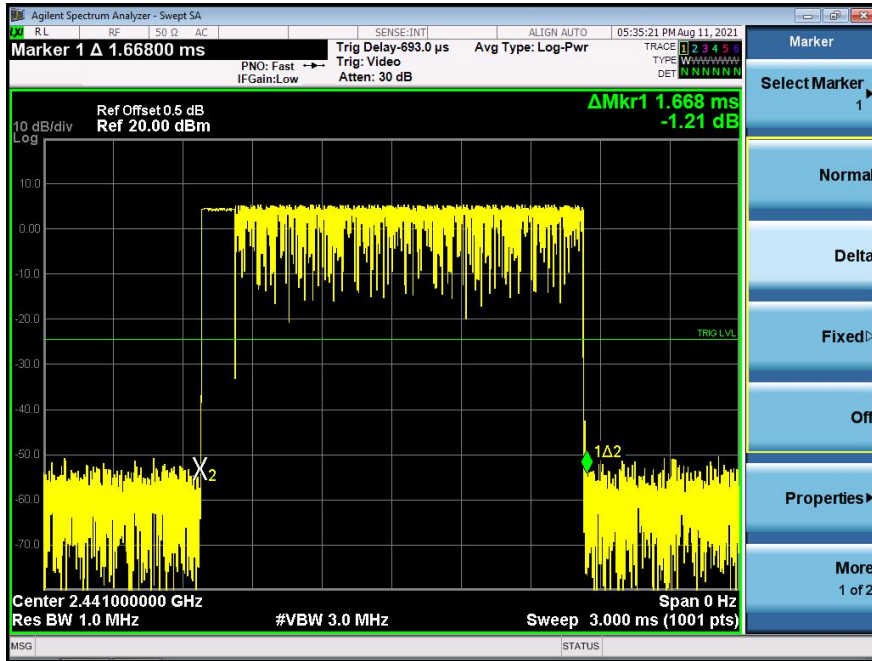 Agilent Spectrum Analyzer - Swept SA
LXI RL RF 50 Ω AC SENSE:INT ALIGN AUTO 05:35:21 PM Aug 11, 2021
Marker 1 Δ 1.66800 ms
Trig Delay-693.0 µs Avg Type: Log-Pwr TRACE 1 2 3 4 5 6
PNO: Fast Trig: Video TYPE WWWWWW
IFGain:Low Atten: 30 dB DET N N N N N N
Ref Offset 0.5 dB ΔMkr1 1.668 ms
10 dB/div Ref 20.00 dBm -1.21 dB
Log
10.0
0.00
-10.0
-20.0
TRIG LVL
-30.0
-40.0
-50.0
1Δ2
X2
-60.0
-70.0
Center 2.441000000 GHz Span 0 Hz
Res BW 1.0 MHz #VBW 3.0 MHz Sweep 3.000 ms (1001 pts)
MSG STATUS
Marker
Select Marker
1
Normal
Delta
Fixed
Off
Properties
More
1 of 2